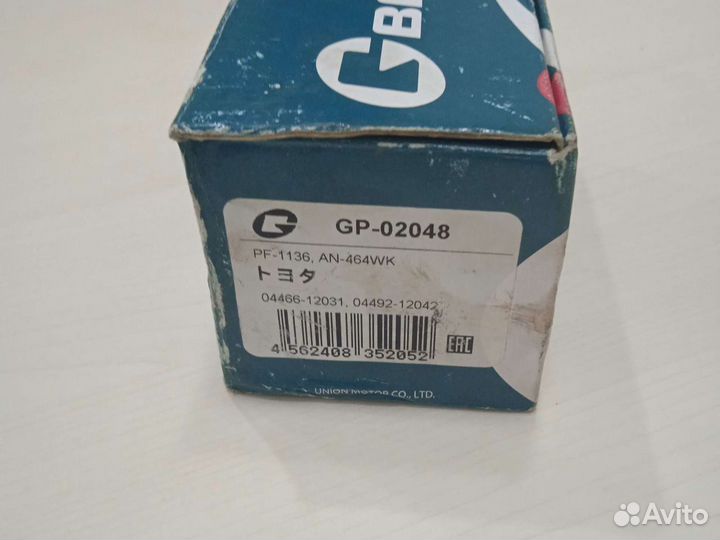 GP-02048
PF-1136, AN-464WK
トヨタ
04466-12031, 04492-12042
4 562408 352052
EAC
UNION MOTOR CO., LTD.
Avito